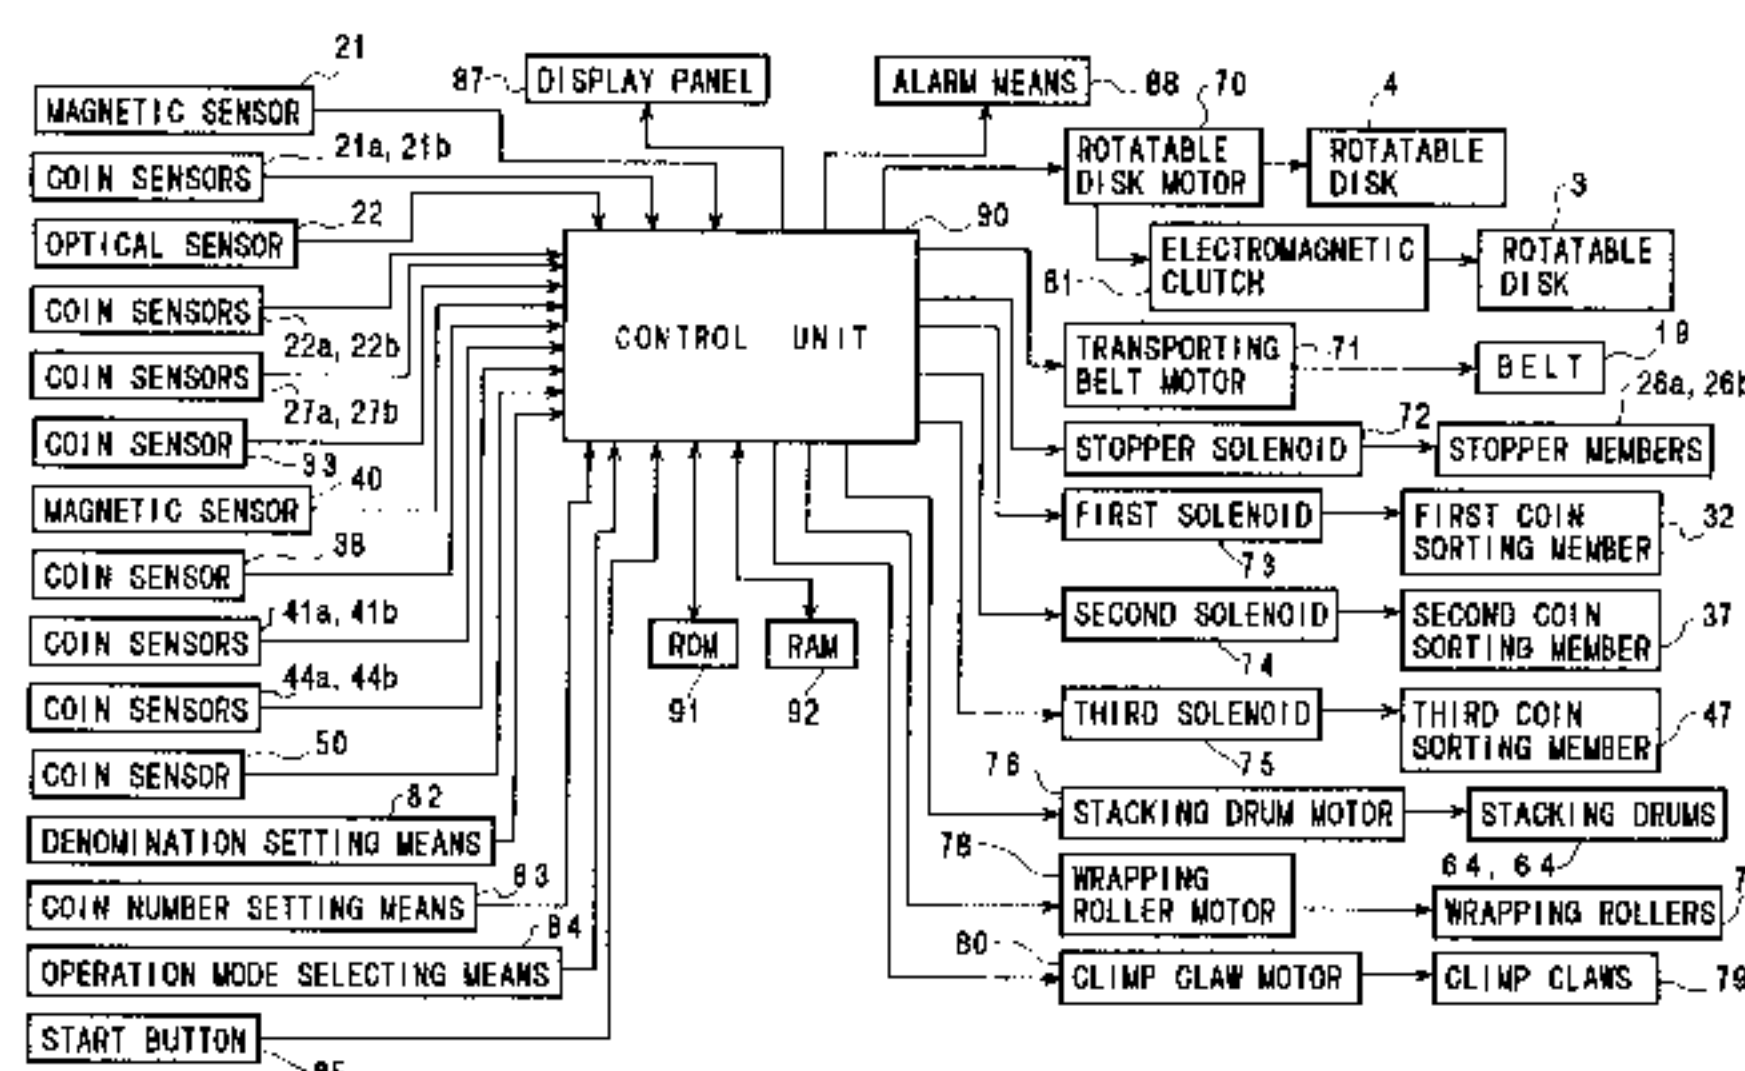 21
MAGNETIC SENSOR
21a, 21b
COIN SENSORS
22
OPTICAL SENSOR
COIN SENSORS
22a, 22b
COIN SENSORS
27a, 27b
COIN SENSOR
33
MAGNETIC SENSOR
40
COIN SENSOR
38
COIN SENSORS
41a, 41b
COIN SENSORS
44a, 44b
COIN SENSOR
50
DENOMINATION SETTING MEANS
82
COIN NUMBER SETTING MEANS
83
OPERATION MODE SELECTING MEANS
84
START BUTTON
87
DISPLAY PANEL
ALARM MEANS
88
CONTROL UNIT
90
ROM
91
RAM
92
70
ROTATABLE
DISK MOTOR
4
ROTATABLE
DISK
ELECTROMAGNETIC
CLUTCH
81
3
ROTATABLE
DISK
TRANSPORTING
BELT MOTOR
71
BELT
19
STOPPER SOLENOID
72
STOPPER MEMBERS
26a, 26b
FIRST SOLENOID
73
FIRST COIN
SORTING MEMBER
32
SECOND SOLENOID
74
SECOND COIN
SORTING MEMBER
37
THIRD SOLENOID
75
THIRD COIN
SORTING MEMBER
47
76
STACKING DRUM MOTOR
STACKING DRUMS
64, 64
78
WRAPPING
ROLLER MOTOR
WRAPPING ROLLERS
80
CLIMP CLAW MOTOR
CLIMP CLAWS
79